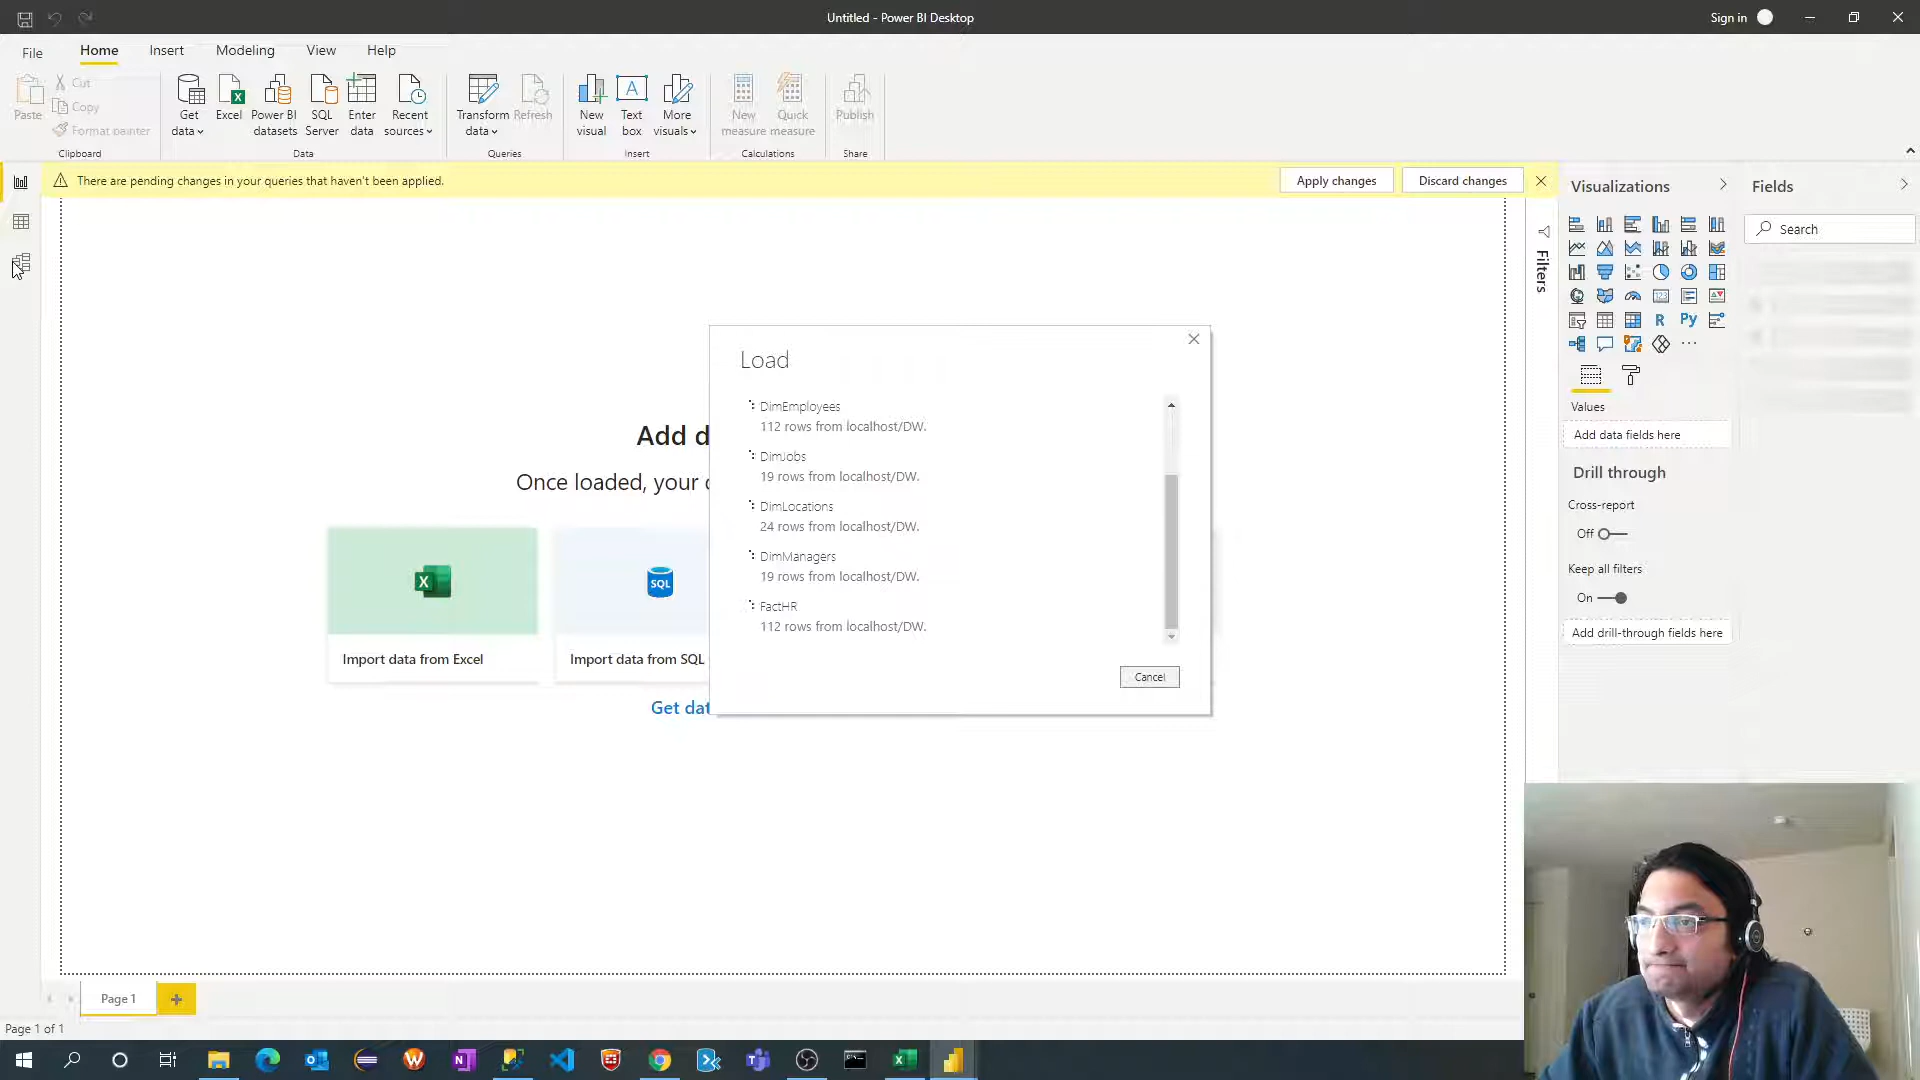 Untitled - Power BI Desktop
Sign in
File
Home
Insert
Modeling
View
Help
Paste
Cut
Copy
Format painter
Clipboard
Get data
Excel
Power BI datasets
SQL Server
Enter data
Recent sources
Data
Transform data
Refresh
Queries
New visual
Text box
More visuals
Insert
New measure
Quick measure
Calculations
Publish
Share
There are pending changes in your queries that haven't been applied.
Apply changes
Discard changes
Visualizations
Fields
Search
Filters
Load
DimEmployees
112 rows from localhost/DW.
DimJobs
19 rows from localhost/DW.
DimLocations
24 rows from localhost/DW.
DimManagers
19 rows from localhost/DW.
FactHR
112 rows from localhost/DW.
Cancel
Add d
Once loaded, your
SQL
Import data from Excel
Import data from SQL
Get dat
R
Py
123
Values
Add data fields here
Drill through
Cross-report
Off
Keep all filters
On
Add drill-through fields here
Page 1
Page 1 of 1